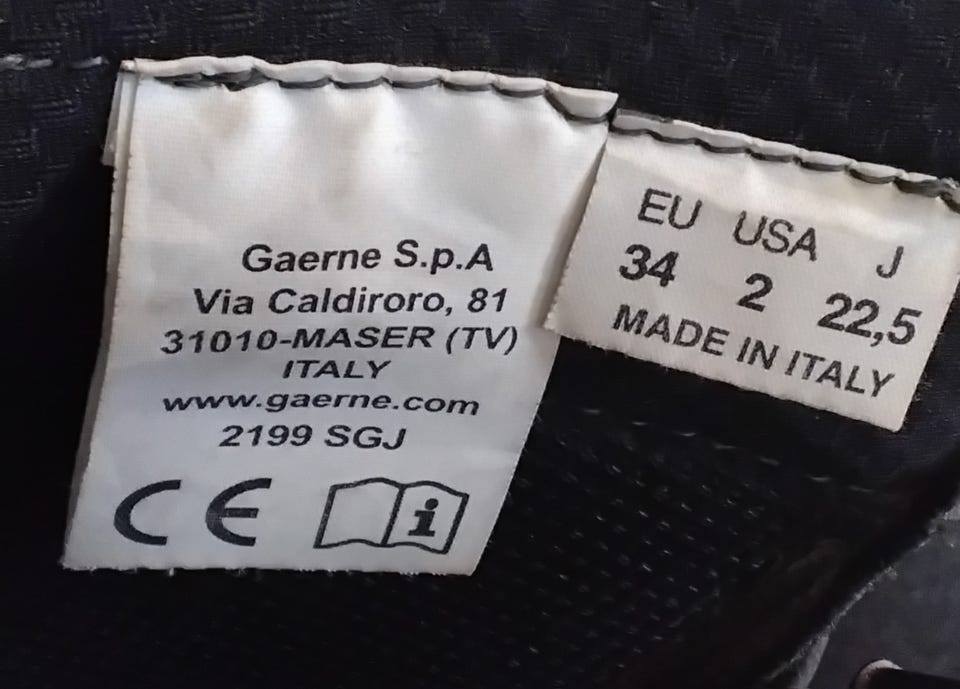 Gaerne S.p.A
Via Caldiroro, 81
31010-MASER (TV)
ITALY
www.gaerne.com
2199 SGJ
CE
i
EU USA J
34 2 22,5
MADE IN ITALY